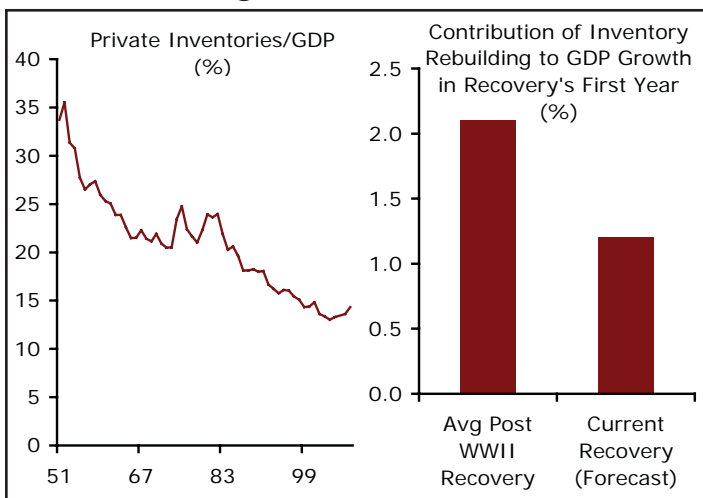 Private Inventories/GDP
(%)
40
35
30
25
20
15
10
5
0
51 67 83 99
Contribution of Inventory
Rebuilding to GDP Growth
in Recovery's First Year
(%)
2.5
2.0
1.5
1.0
0.5
0.0
Avg Post
WWII
Recovery
Current
Recovery
(Forecast)